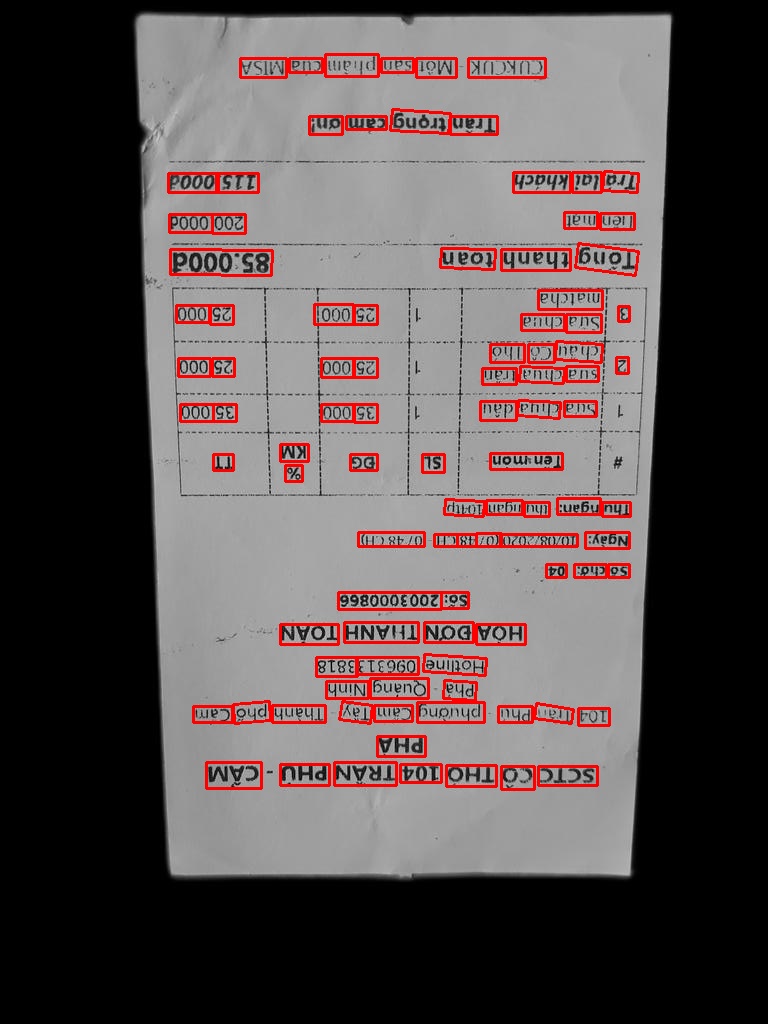 SCTC CÔ THỎ 104 TRẦN PHÚ - CẨM
PHẢ
104 Trần Phú - phường Cẩm Tây - Thành phố Cẩm
Phả - Quảng Ninh
Hotline 0963133818
HÓA ĐƠN THANH TOÁN
Số: 2003000866
Số chờ: 04
Ngày: 10/08/2020 (07 48 CH - 07 48 CH)
Thu ngân: thu ngan 104tp
# Tên món SL ĐG % KM TT
1 Sữa chua dâu 1 35 000 35 000
2 sữa chua trân châu Cô Thỏ 1 25 000 25 000
3 Sữa chua matcha 1 25 000 25 000
Tổng thanh toán 85.000đ
Tiền mặt 200 000đ
Trả lại khách 115 000đ
Trân trọng cảm ơn!
CUKCUK - Một sản phẩm của MISA